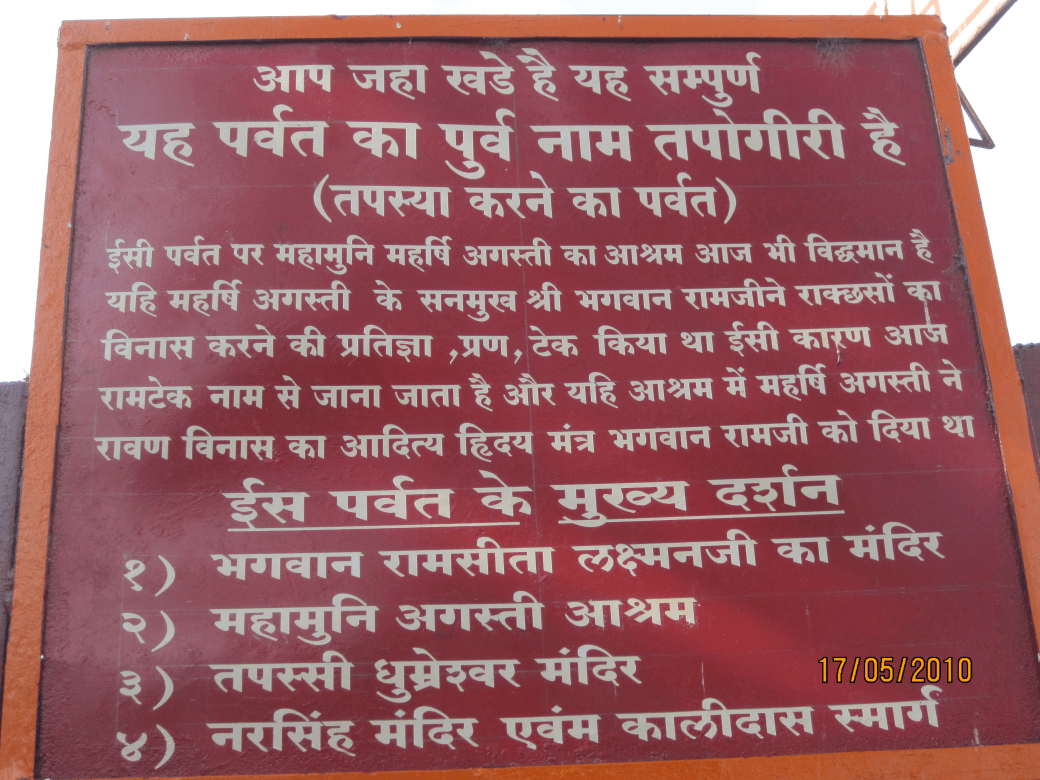 आप जहा खडे है यह सम्पुर्ण
यह पर्वत का पुर्व नाम तपोगीरी है
(तपस्या करने का पर्वत)
ईसी पर्वत पर महामुनि महर्षि अगस्ती का आश्रम आज भी विद्धमान है
यहि महर्षि अगस्ती के सनमुख श्री भगवान रामजीने राक्छसों का
विनास करने की प्रतिज्ञा ,प्रण, टेक किया था ईसी कारण आज
रामटेक नाम से जाना जाता है और यहि आश्रम में महर्षि अगस्ती ने
रावण विनास का आदित्य ह्रिदय मंत्र भगवान रामजी को दिया था
ईस पर्वत के मुख्य दर्शन
१) भगवान रामसीता लक्ष्मनजी का मंदिर
२) महामुनि अगस्ती आश्रम
३) तपस्सी धुम्रेश्वर मंदिर
४) नरसिंह मंदिर एवंम कालीदास स्मार्ग
17/05/2010